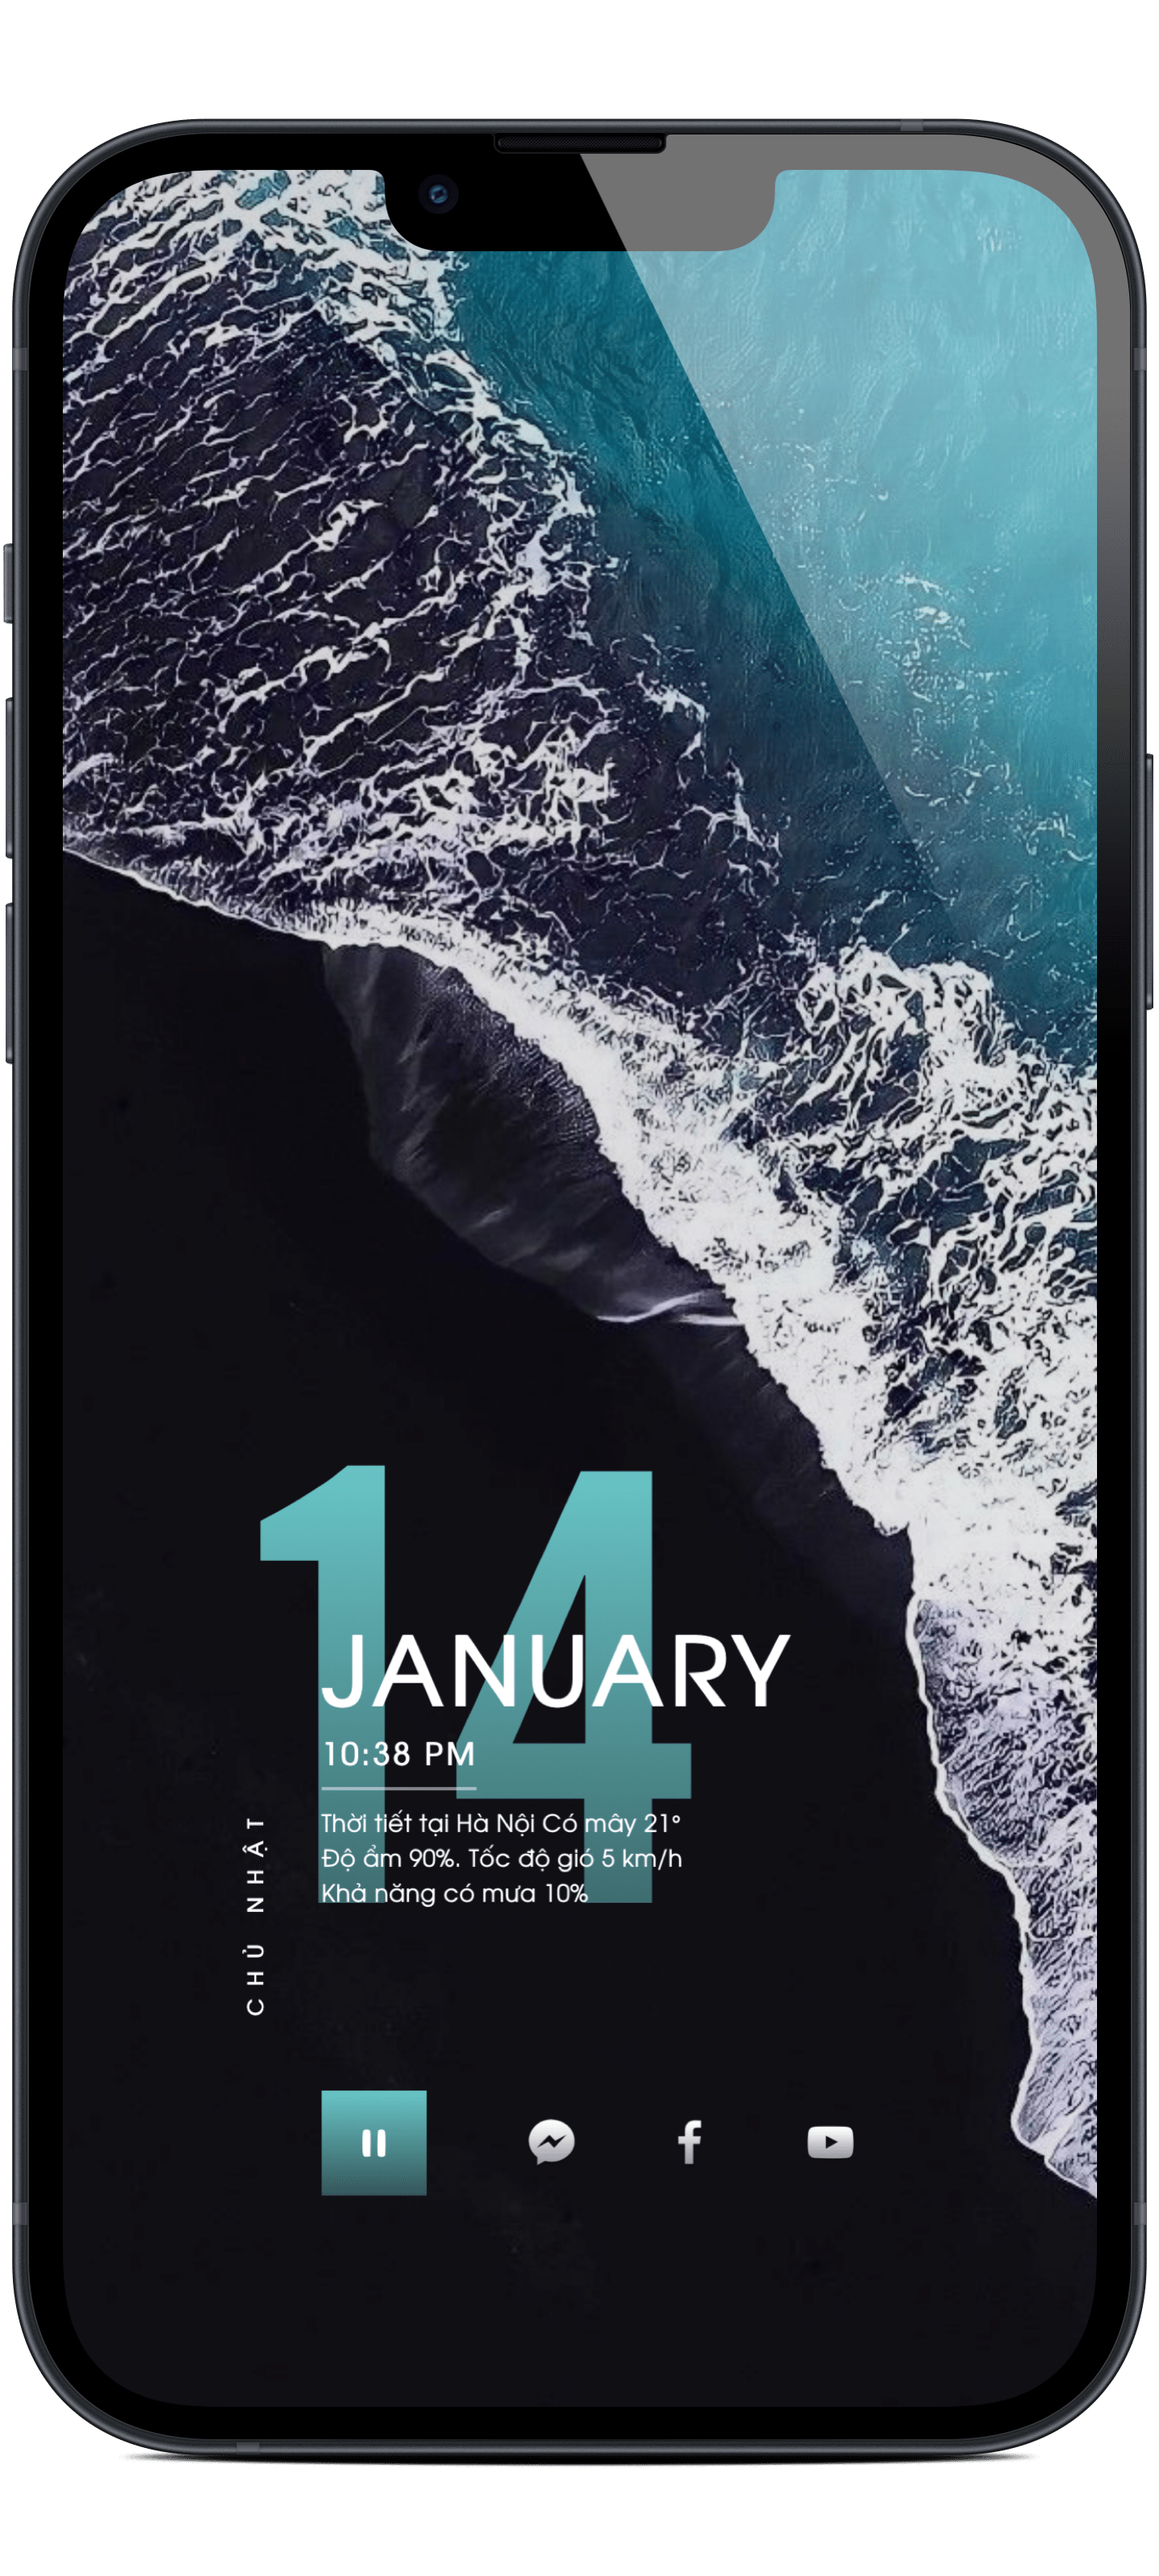 14
JANUARY
10:38 PM
Thời tiết tại Hà Nội Có mây 21°
Độ ẩm 90%. Tốc độ gió 5 km/h
Khả năng có mưa 10%
CHỦ NHẬT